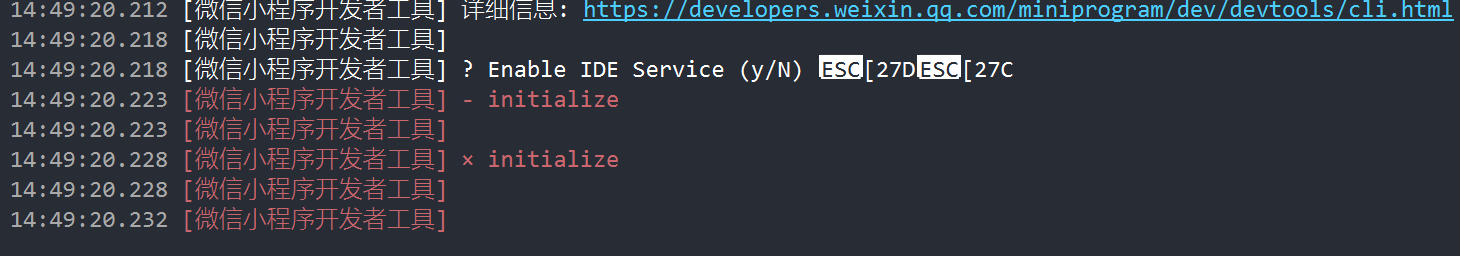 14:49:20.212 [微信小程序开发者工具] 详细信息: https://developers.weixin.qq.com/miniprogram/dev/devtools/cli.html
14:49:20.218 [微信小程序开发者工具]
14:49:20.218 [微信小程序开发者工具] ? Enable IDE Service (y/N) ESC[27DESC[27C
14:49:20.223 [微信小程序开发者工具] - initialize
14:49:20.223 [微信小程序开发者工具]
14:49:20.228 [微信小程序开发者工具] × initialize
14:49:20.228 [微信小程序开发者工具]
14:49:20.232 [微信小程序开发者工具]